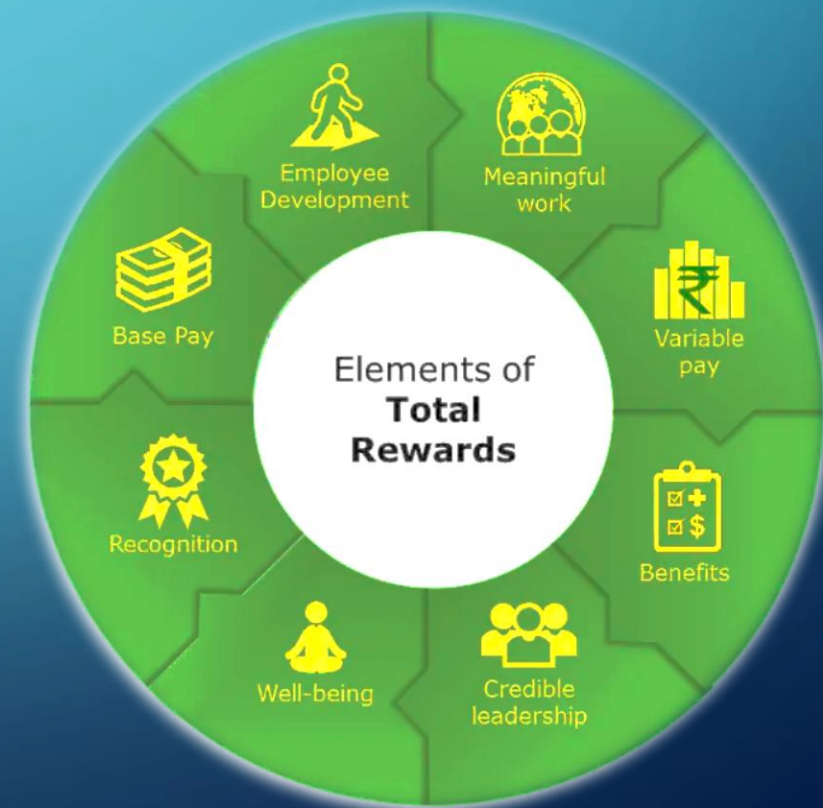 Employee
Development
Meaningful
work
Base Pay
₹
Variable
pay
Elements of
Total
Rewards
Recognition
$
Benefits
Well-being
Credible
leadership